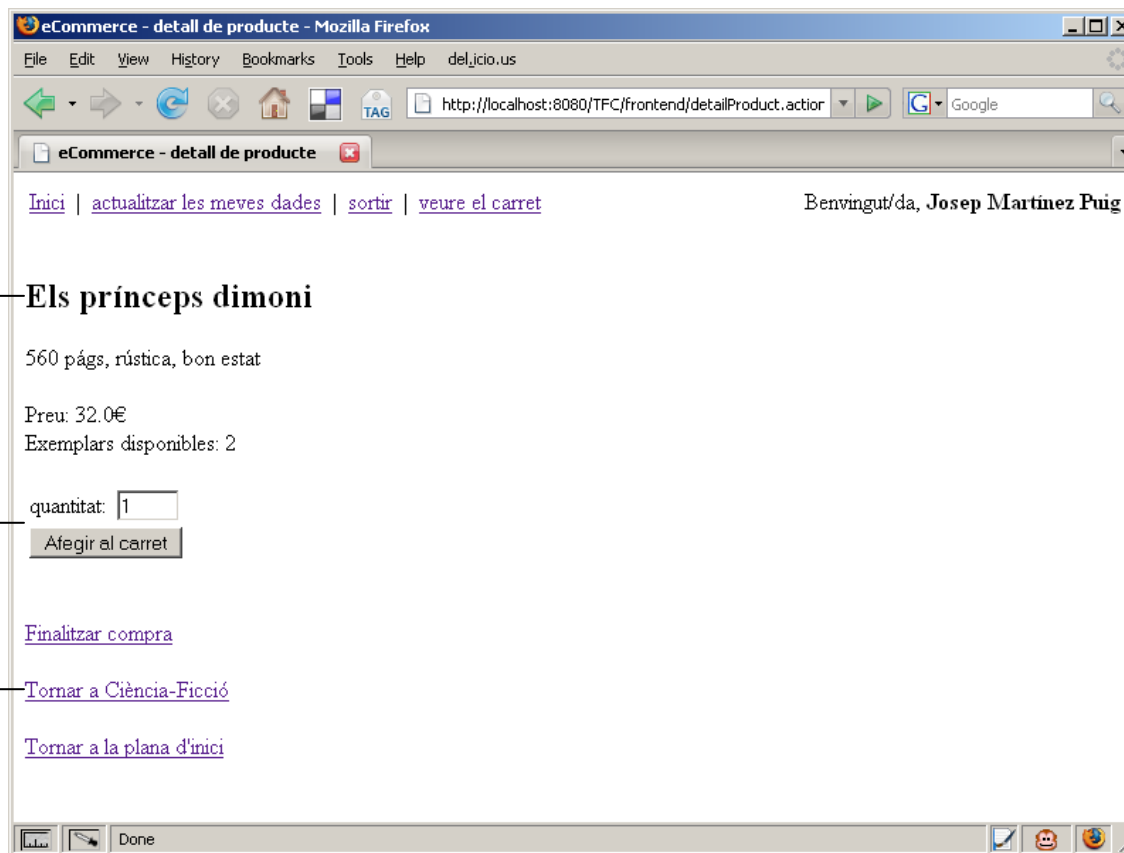 eCommerce - detall de producte - Mozilla Firefox
File Edit View History Bookmarks Tools Help del.icio.us
TAG http://localhost:8080/TFC/frontend/detailProduct.action G Google
eCommerce - detall de producte
Inici | actualitzar les meves dades | sortir | veure el carret Benvingut/da, Josep Martínez Puig
Els prínceps dimoni
560 págs, rústica, bon estat
Preu: 32.0€
Exemplars disponibles: 2
quantitat: 1
Afegir al carret
Finalitzar compra
Tornar a Ciència-Ficció
Tornar a la plana d'inici
Done